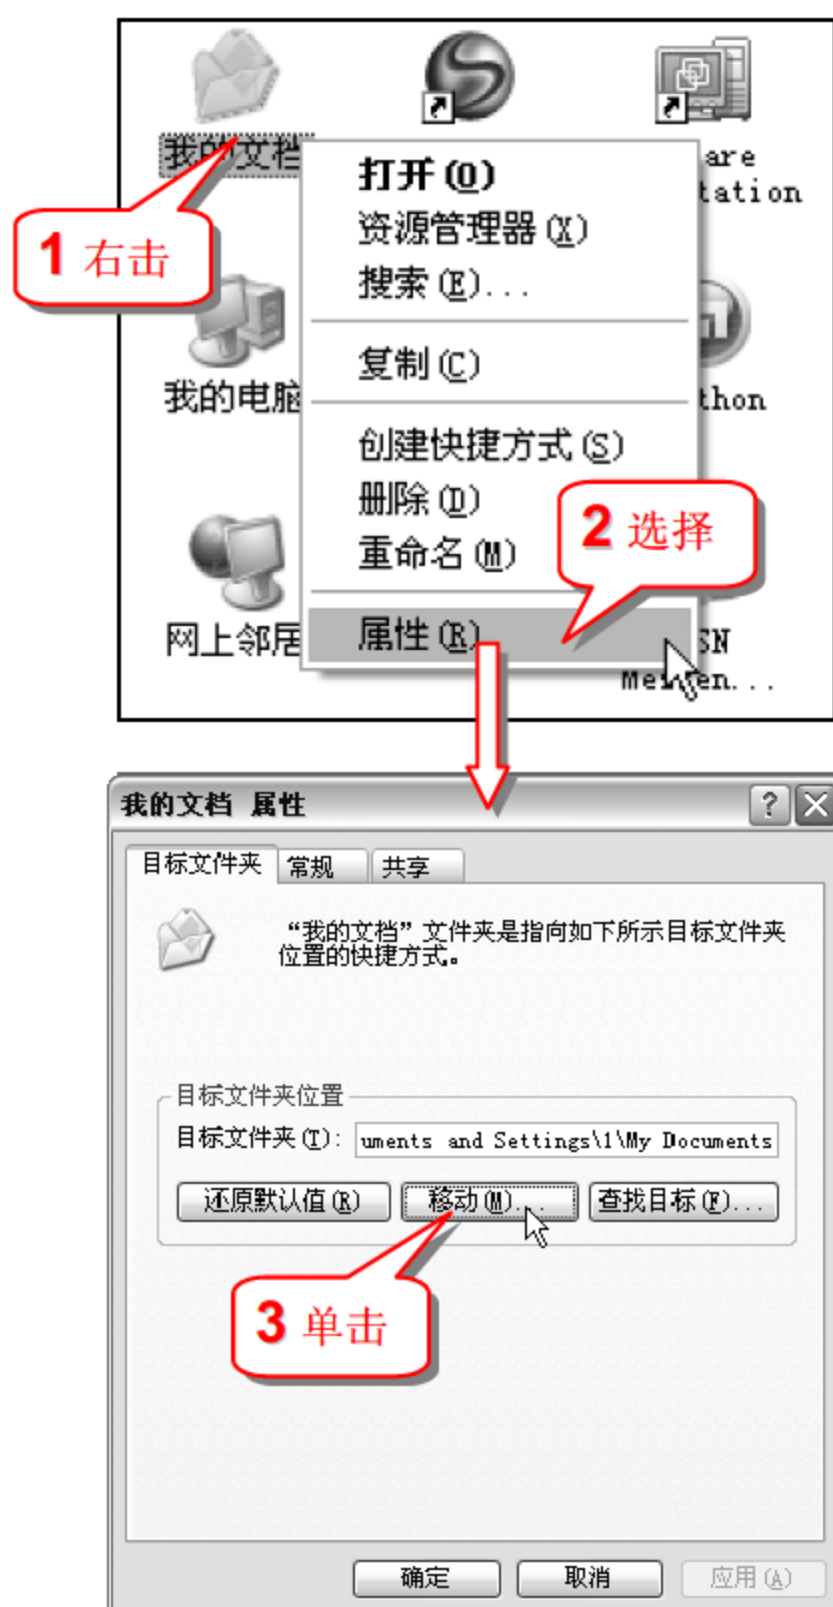 我的文档
are
tation
打开(O)
资源管理器(X)
搜索(E)...
1 右击
复制(C)
我的电脑
thon
创建快捷方式(S)
删除(D)
2 选择
重命名(M)
网上邻居
属性(R)
SN
en...
我的文档 属性
目标文件夹 常规 共享
“我的文档”文件夹是指向如下所示目标文件夹
位置的快捷方式。
目标文件夹位置
目标文件夹(T): uments and Settings\1\My Documents
还原默认值(R) 移动(M)... 查找目标(F)...
3 单击
确定 取消 应用(A)